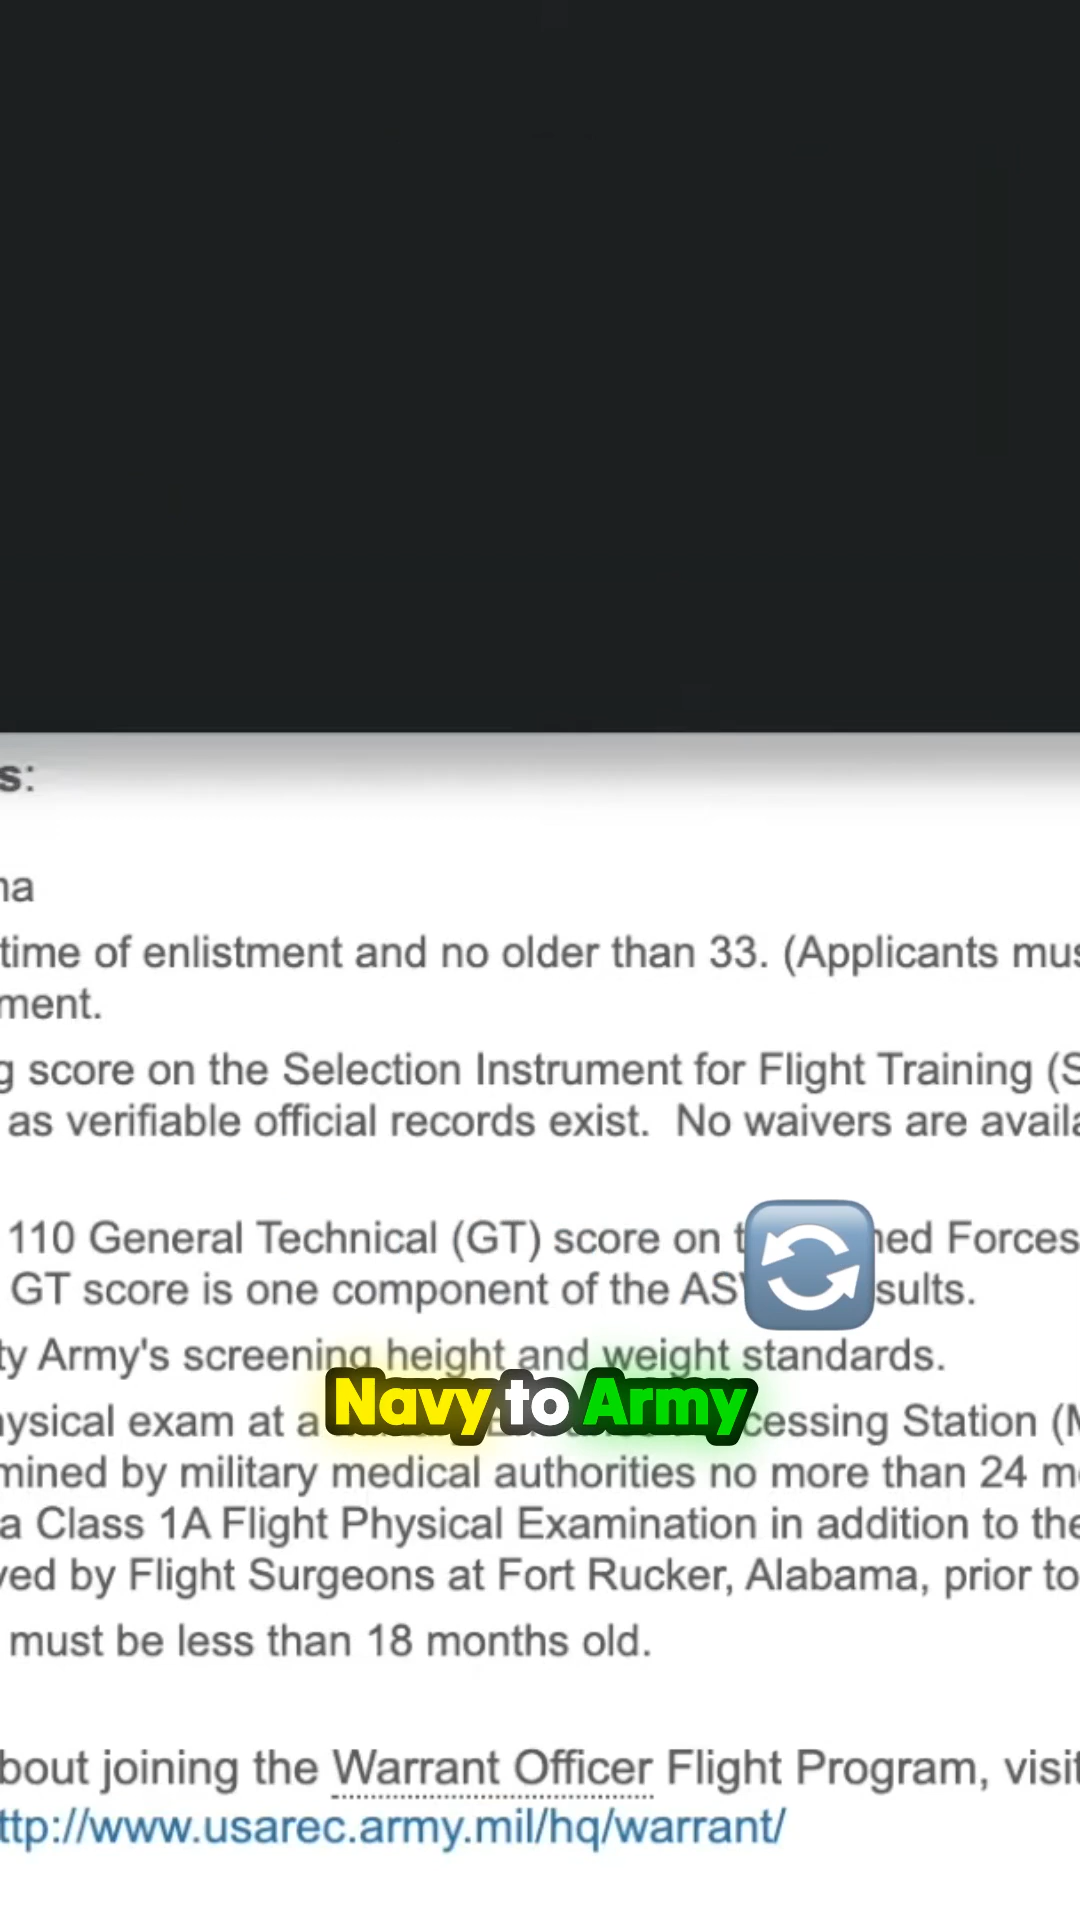 s:
na
time of enlistment and no older than 33. (Applicants mus
ment.
g score on the Selection Instrument for Flight Training (S
as verifiable official records exist.  No waivers are availa
110 General Technical (GT) score on t ned Forces
GT score is one component of the AS sults.
ty Army's screening height and weight standards.
Navy to Army
ysical exam at a cessing Station (M
mined by military medical authorities no more than 24 m
a Class 1A Flight Physical Examination in addition to the
ved by Flight Surgeons at Fort Rucker, Alabama, prior to
must be less than 18 months old.
bout joining the Warrant Officer Flight Program, visit
ttp://www.usarec.army.mil/hq/warrant/